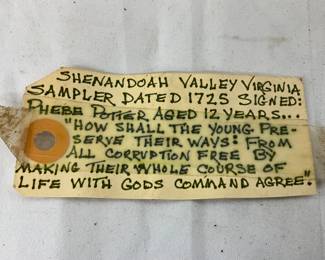 SHENANDOAH VALLEY VIRGINIA
SAMPLER DATED 1725 SIGNED:
PHEBE POTTER AGED 12 YEARS...
"HOW SHALL THE YOUNG PRE-
SERVE THEIR WAYS: FROM
ALL CORRUPTION FREE BY
MAKING THEIR WHOLE COURSE OF
LIFE WITH GODS COMMAND AGREE".